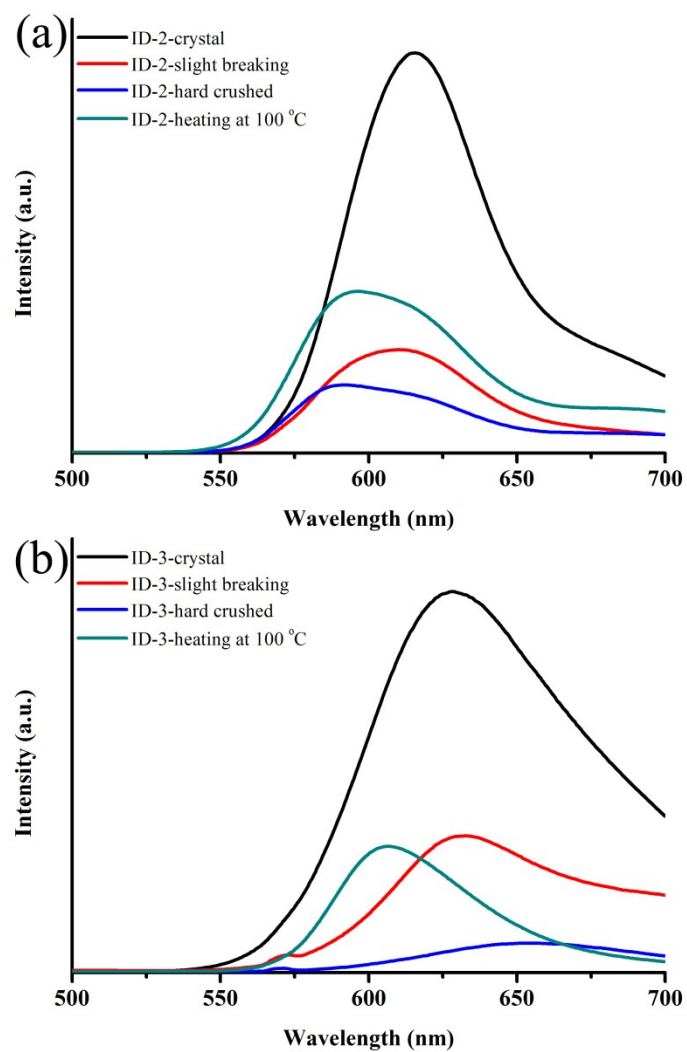 (a)
ID-2-crystal
ID-2-slight breaking
ID-2-hard crushed
ID-2-heating at 100 °C
Intensity (a.u.)
500 550 600 650 700
Wavelength (nm)
(b)
ID-3-crystal
ID-3-slight breaking
ID-3-hard crushed
ID-3-heating at 100 °C
Intensity (a.u.)
500 550 600 650 700
Wavelength (nm)